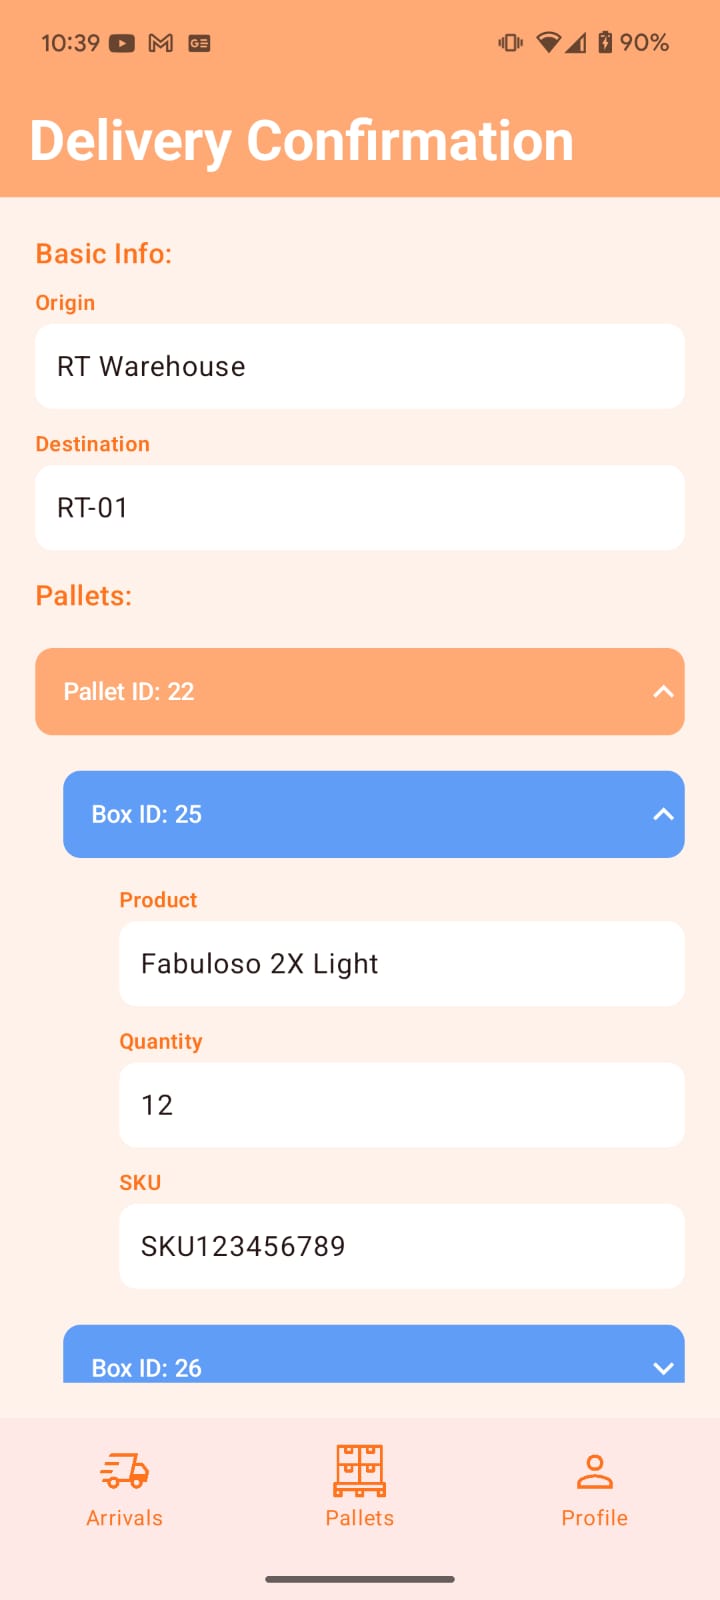 10:39
GE
90%
Delivery Confirmation
Basic Info:
Origin
RT Warehouse
Destination
RT-01
Pallets:
Pallet ID: 22
Box ID: 25
Product
Fabuloso 2X Light
Quantity
12
SKU
SKU123456789
Box ID: 26
Arrivals
Pallets
Profile